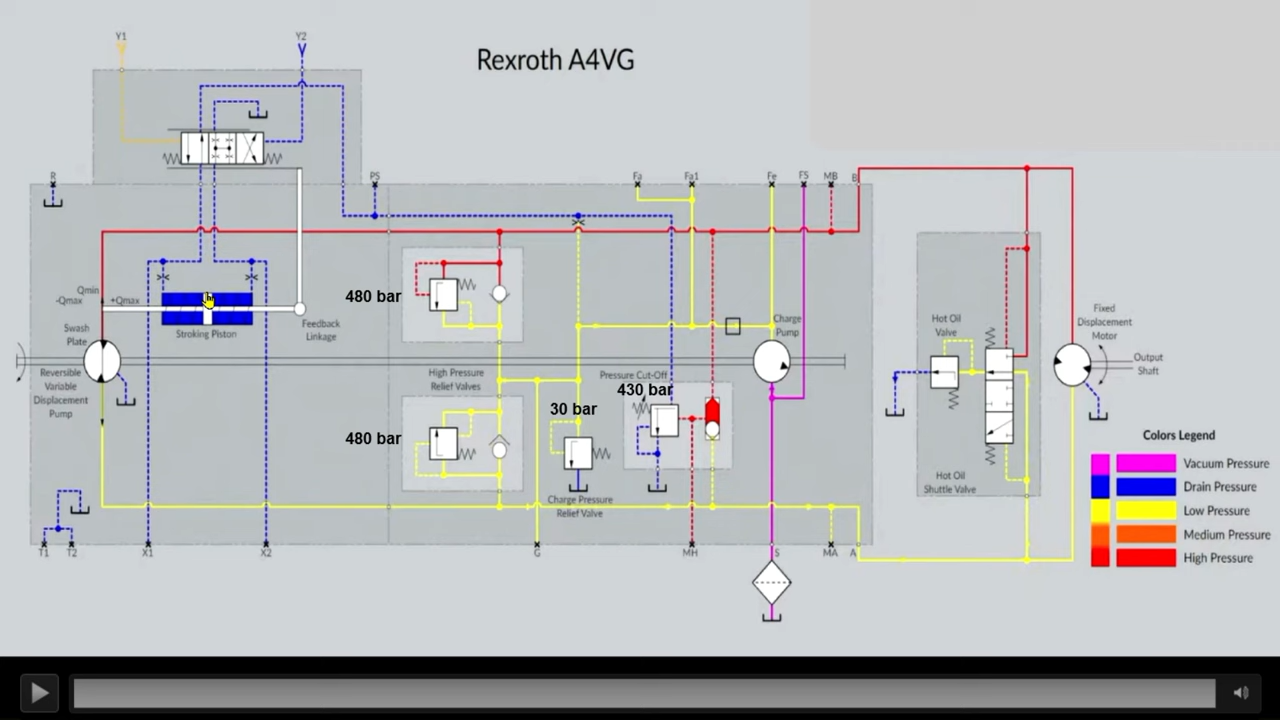 Y1
Y2
Rexroth A4VG
R
PS
Fa
Fa1
Fe
FS
MB
B
Qmin
-Qmax
+Qmax
Swash
Plate
Stroking Piston
Feedback
Linkage
480 bar
Charge
Pump
Hot Oil
Valve
Fixed
Displacement
Motor
Output
Shaft
Reversible
Variable
Displacement
Pump
High Pressure
Relief Valves
Pressure Cut-Off
430 bar
30 bar
480 bar
Charge Pressure
Relief Valve
Hot Oil
Shuttle Valve
Colors Legend
Vacuum Pressure
Drain Pressure
Low Pressure
Medium Pressure
High Pressure
T1
T2
X1
X2
G
MH
S
MA
A